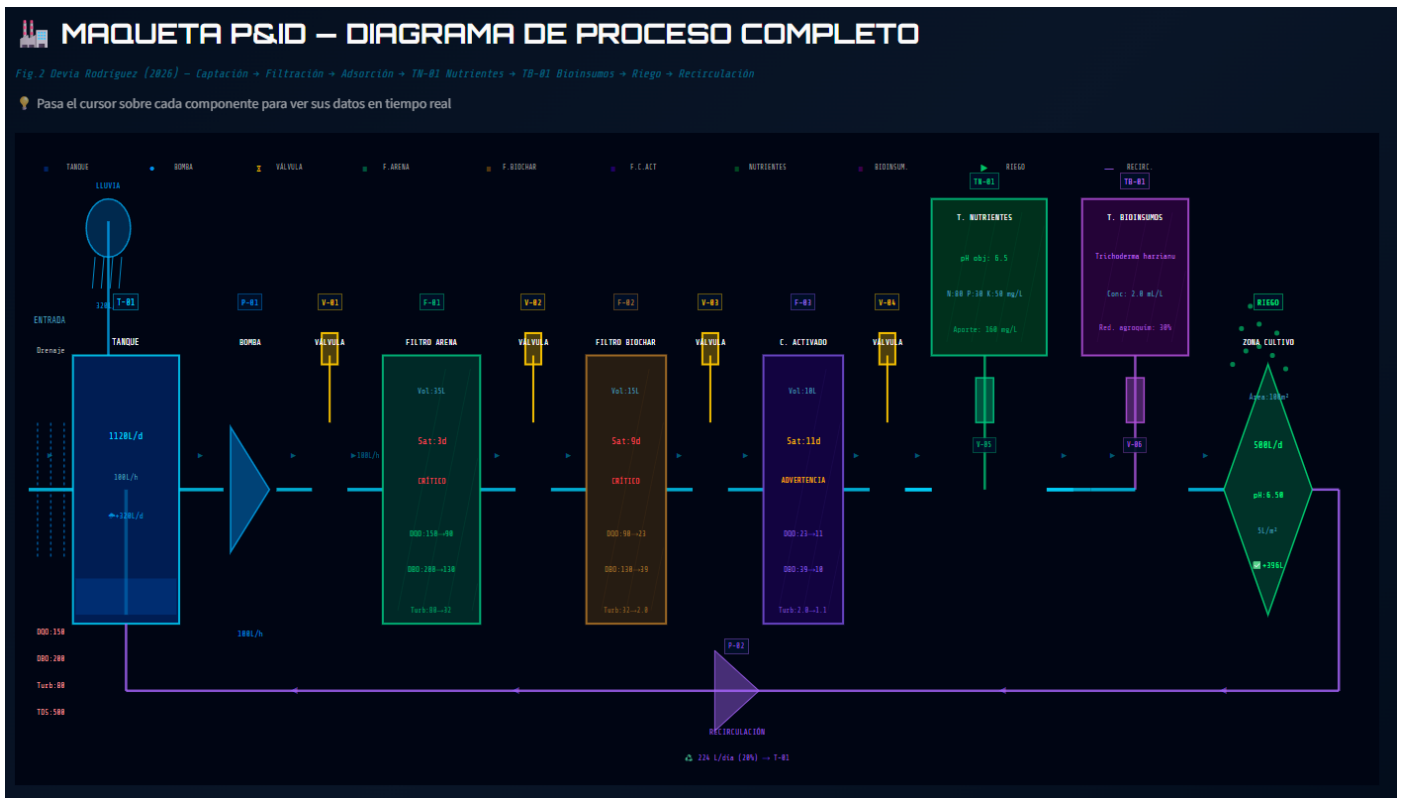 MAQUETA P&ID — DIAGRAMA DE PROCESO COMPLETO
Fig.2 Devia Rodríguez (2026) — Captación → Filtración → Adsorción → TN-01 Nutrientes → TB-01 Bioinsumos → Riego → Recirculación
Pasa el cursor sobre cada componente para ver sus datos en tiempo real
TANQUE
BOMBA
VÁLVULA
F.ARENA
F.BIOCHAR
F.C.ACT
NUTRIENTES
BIOINSUM.
RIEGO
RECIRC.
LLUVIA
ENTRADA
Drenaje
T-01
TANQUE
1120L/d
100L/h
+320L/d
DQO:150
DBO:200
Turb:80
TDS:500
P-01
BOMBA
100L/h
V-01
VÁLVULA
100L/h
F-01
FILTRO ARENA
Vol:35L
Sat:3d
CRÍTICO
DQO:150→90
DBO:200→130
Turb:80→32
V-02
VÁLVULA
F-02
FILTRO BIOCHAR
Vol:15L
Sat:9d
CRÍTICO
DQO:90→23
DBO:130→39
Turb:32→2.0
V-03
VÁLVULA
F-03
C. ACTIVADO
Vol:10L
Sat:11d
ADVERTENCIA
DQO:23→11
DBO:39→10
Turb:2.0→1.1
V-04
VÁLVULA
TN-01
T. NUTRIENTES
pH obj: 6.5
N:80 P:30 K:50 mg/L
Aporte: 160 mg/L
V-05
TB-01
T. BIOINSUMOS
Trichoderma harzianu
Conc: 2.0 mL/L
Red. agroquím: 30%
V-06
RIEGO
ZONA CULTIVO
Área:100m²
500L/d
pH:6.50
5L/m²
✅+396L
P-02
RECIRCULACIÓN
♻ 224 L/día (20%) → T-01